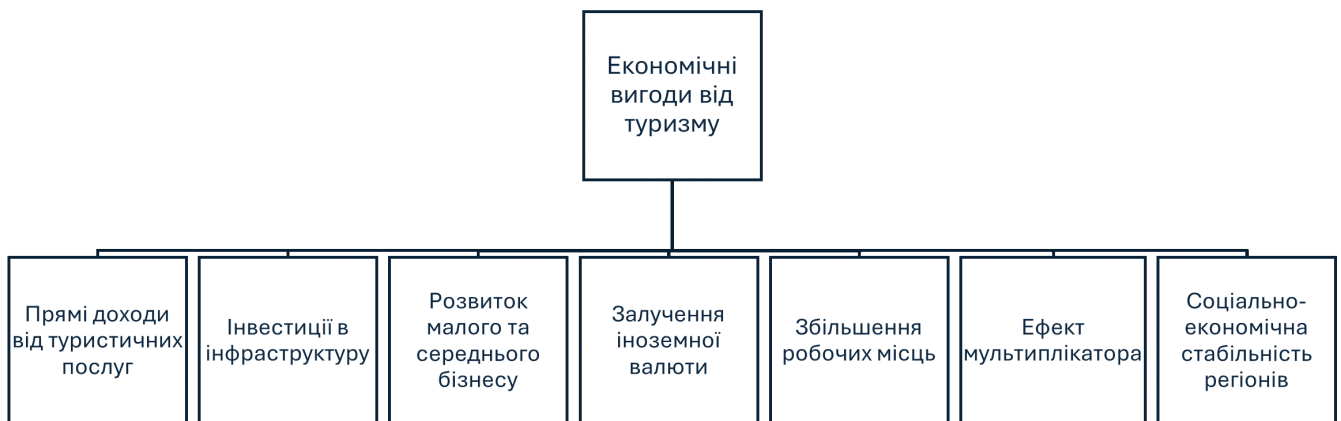 Економічні
вигоди від
туризму
Прямі доходи
від туристичних
послуг
Інвестиції в
інфраструктуру
Розвиток
малого та
середнього
бізнесу
Залучення
іноземної
валюти
Збільшення
робочих місць
Ефект
мультиплікатора
Соціально-
економічна
стабільність
регіонів